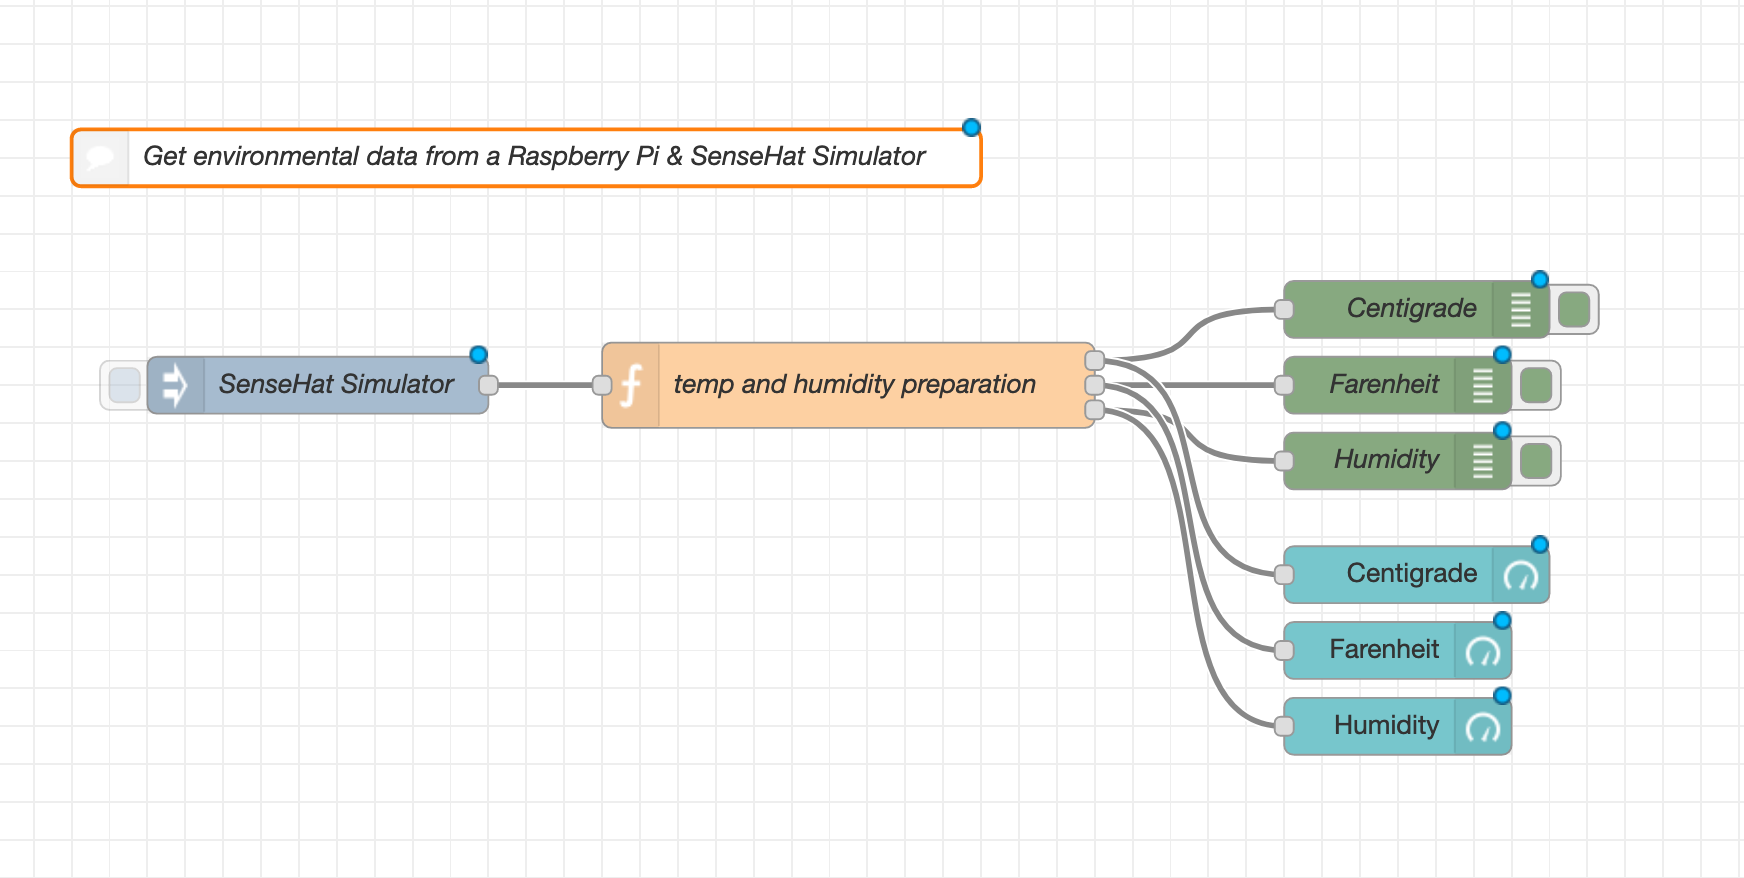 Get environmental data from a Raspberry Pi & SenseHat Simulator
SenseHat Simulator
temp and humidity preparation
Centigrade
Farenheit
Humidity
Centigrade
Farenheit
Humidity